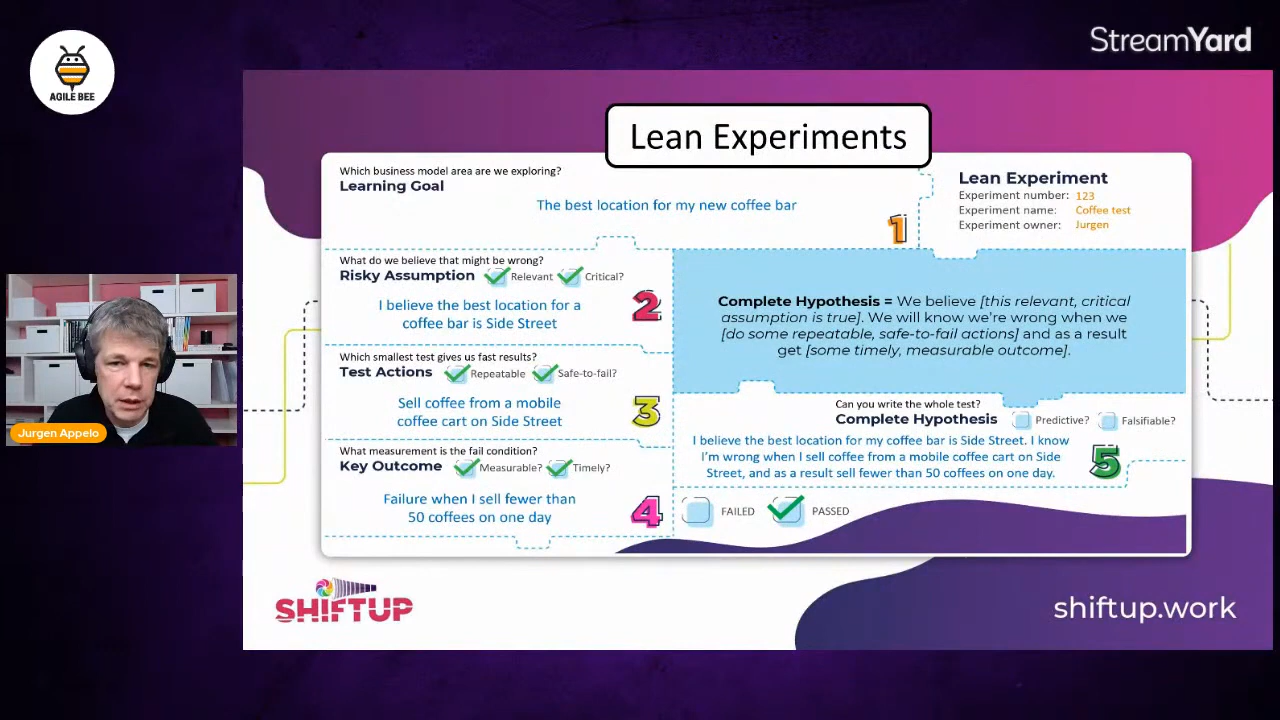 AGILE BEE
StreamYard
Lean Experiments
Which business model area are we exploring?
Learning Goal
The best location for my new coffee bar
1
Lean Experiment
Experiment number: 123
Experiment name: Coffee test
Experiment owner: Jurgen
What do we believe that might be wrong?
Risky Assumption Relevant Critical?
I believe the best location for a
coffee bar is Side Street
2
Complete Hypothesis = We believe [this relevant, critical
assumption is true]. We will know we're wrong when we
[do some repeatable, safe-to-fail actions] and as a result
get [some timely, measurable outcome].
Which smallest test gives us fast results?
Test Actions Repeatable Safe-to-fail?
Sell coffee from a mobile
coffee cart on Side Street
3
What measurement is the fail condition?
Key Outcome Measurable? Timely?
Failure when I sell fewer than
50 coffees on one day
4
Can you write the whole test?
Complete Hypothesis Predictive? Falsifiable?
I believe the best location for my coffee bar is Side Street. I know
I'm wrong when I sell coffee from a mobile coffee cart on Side
Street, and as a result sell fewer than 50 coffees on one day.
5
FAILED PASSED
Jurgen Appelo
SHIFTUP
shiftup.work